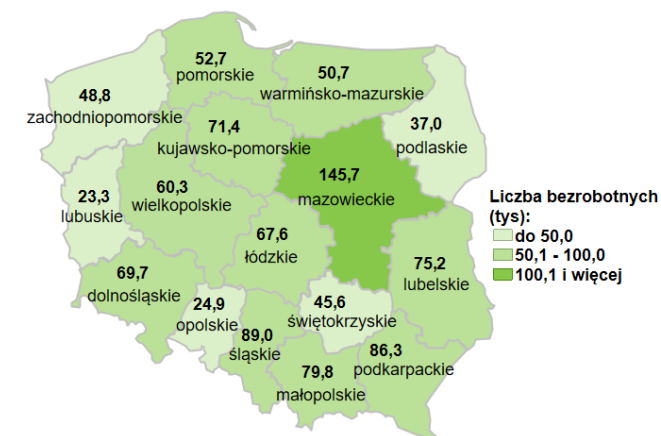 52,7
pomorskie
50,7
warmińsko-mazurskie
48,8
zachodniopomorskie
37,0
podlaskie
71,4
kujawsko-pomorskie
145,7
mazowieckie
60,3
wielkopolskie
23,3
lubuskie
67,6
łódzkie
75,2
lubelskie
69,7
dolnośląskie
24,9
opolskie
45,6
świętokrzyskie
89,0
śląskie
86,3
podkarpackie
79,8
małopolskie
Liczba bezrobotnych
(tys):
do 50,0
50,1 - 100,0
100,1 i więcej